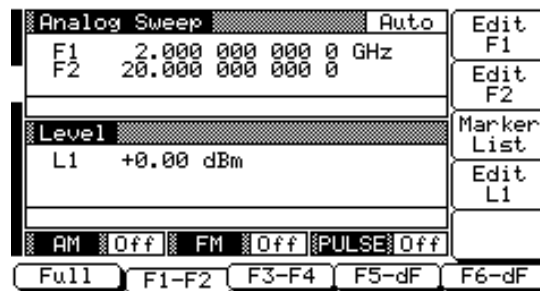 Analog Sweep Auto
F1 2.000 000 000 0 GHz
F2 20.000 000 000 0
Level
L1 +0.00 dBm
AM Off FM Off PULSE Off
Edit
F1
Edit
F2
Marker
List
Edit
L1
Full F1-F2 F3-F4 F5-dF F6-dF